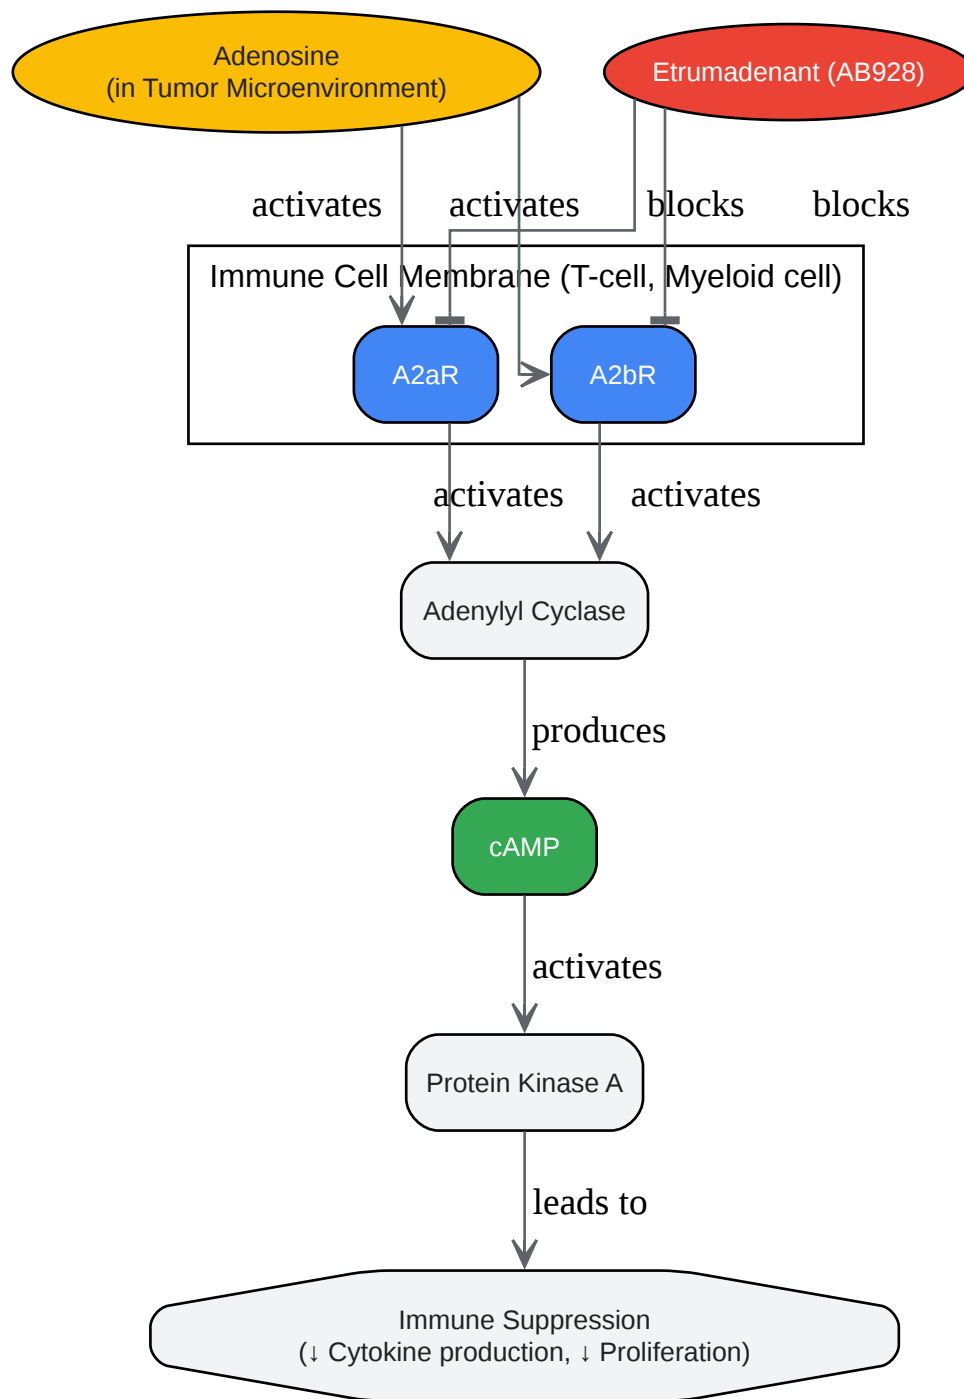 Adenosine
(in Tumor Microenvironment)
Etrumadenant (AB928)
activates
activates
blocks
blocks
Immune Cell Membrane (T-cell, Myeloid cell)
A2aR
A2bR
activates
activates
Adenylyl Cyclase
produces
cAMP
activates
Protein Kinase A
leads to
Immune Suppression
(↓ Cytokine production, ↓ Proliferation)